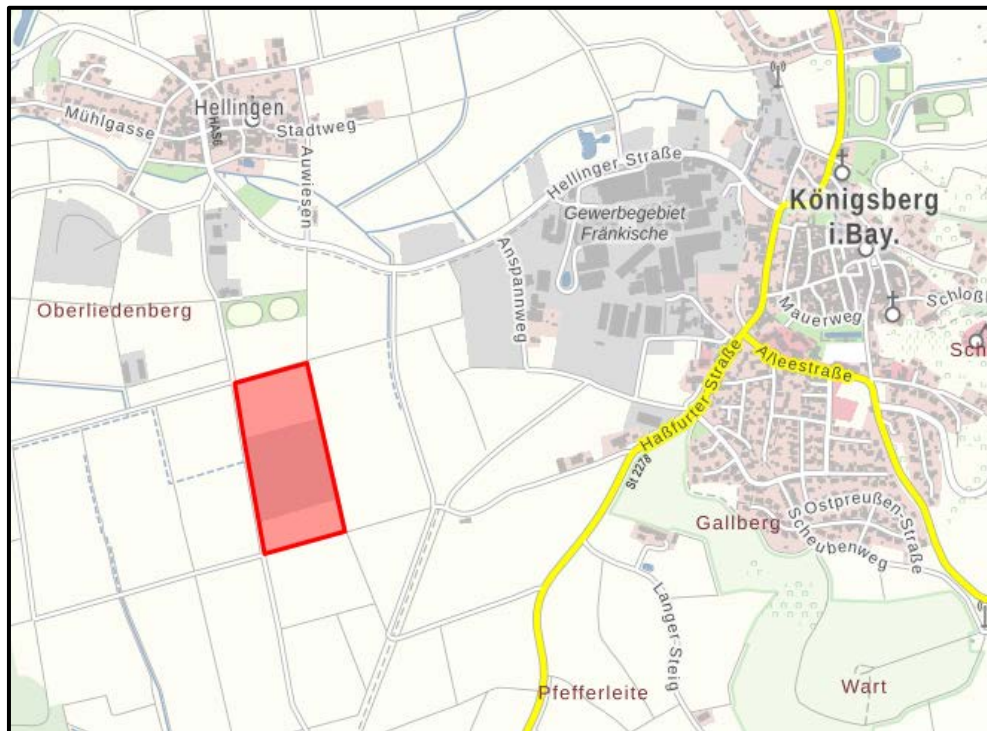 Hellingen
Mühlgasse
HAS6
Stadtweg
Auwiesen
Hellinger Straße
Gewerbegebiet
Fränkische
Anspannweg
Königsberg
i.Bay.
Mauerweg
Schloßb
Sch
Oberliedenberg
Alleestraße
Haßfurter Straße
St 2278
Gallberg
Ostpreußen-Straße
Scheubenweg
Langer-Steig
Pfefferleite
Wart